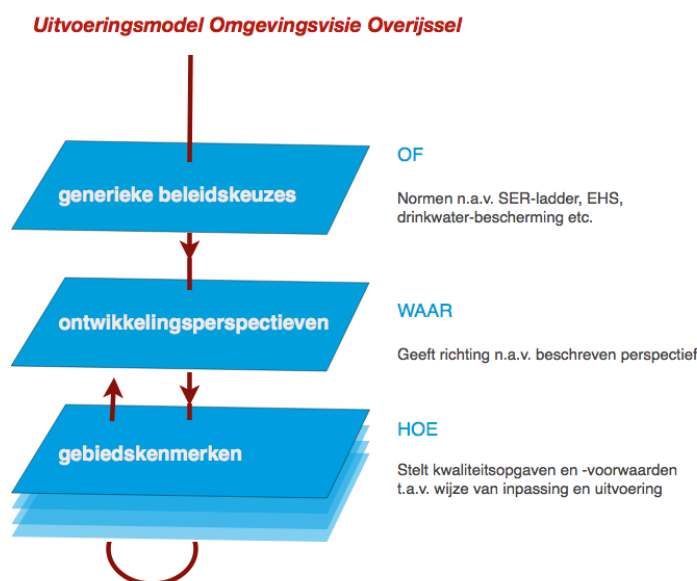 Uitvoeringsmodel Omgevingsvisie Overijssel
generieke beleidskeuzes
OF
Normen n.a.v. SER-ladder, EHS,
drinkwater-bescherming etc.
ontwikkelingsperspectieven
WAAR
Geeft richting n.a.v. beschreven perspectief
gebiedskenmerken
HOE
Stelt kwaliteitsopgaven en -voorwaarden
t.a.v. wijze van inpassing en uitvoering